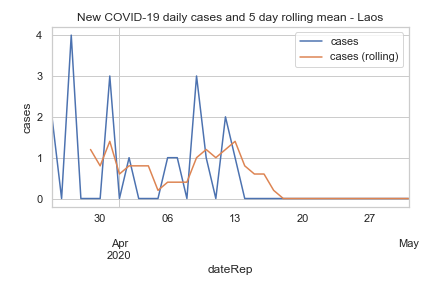 New COVID-19 daily cases and 5 day rolling mean - Laos
cases
cases (rolling)
4
3
2
1
0
cases
30
06
13
20
27
Apr
2020
May
dateRep